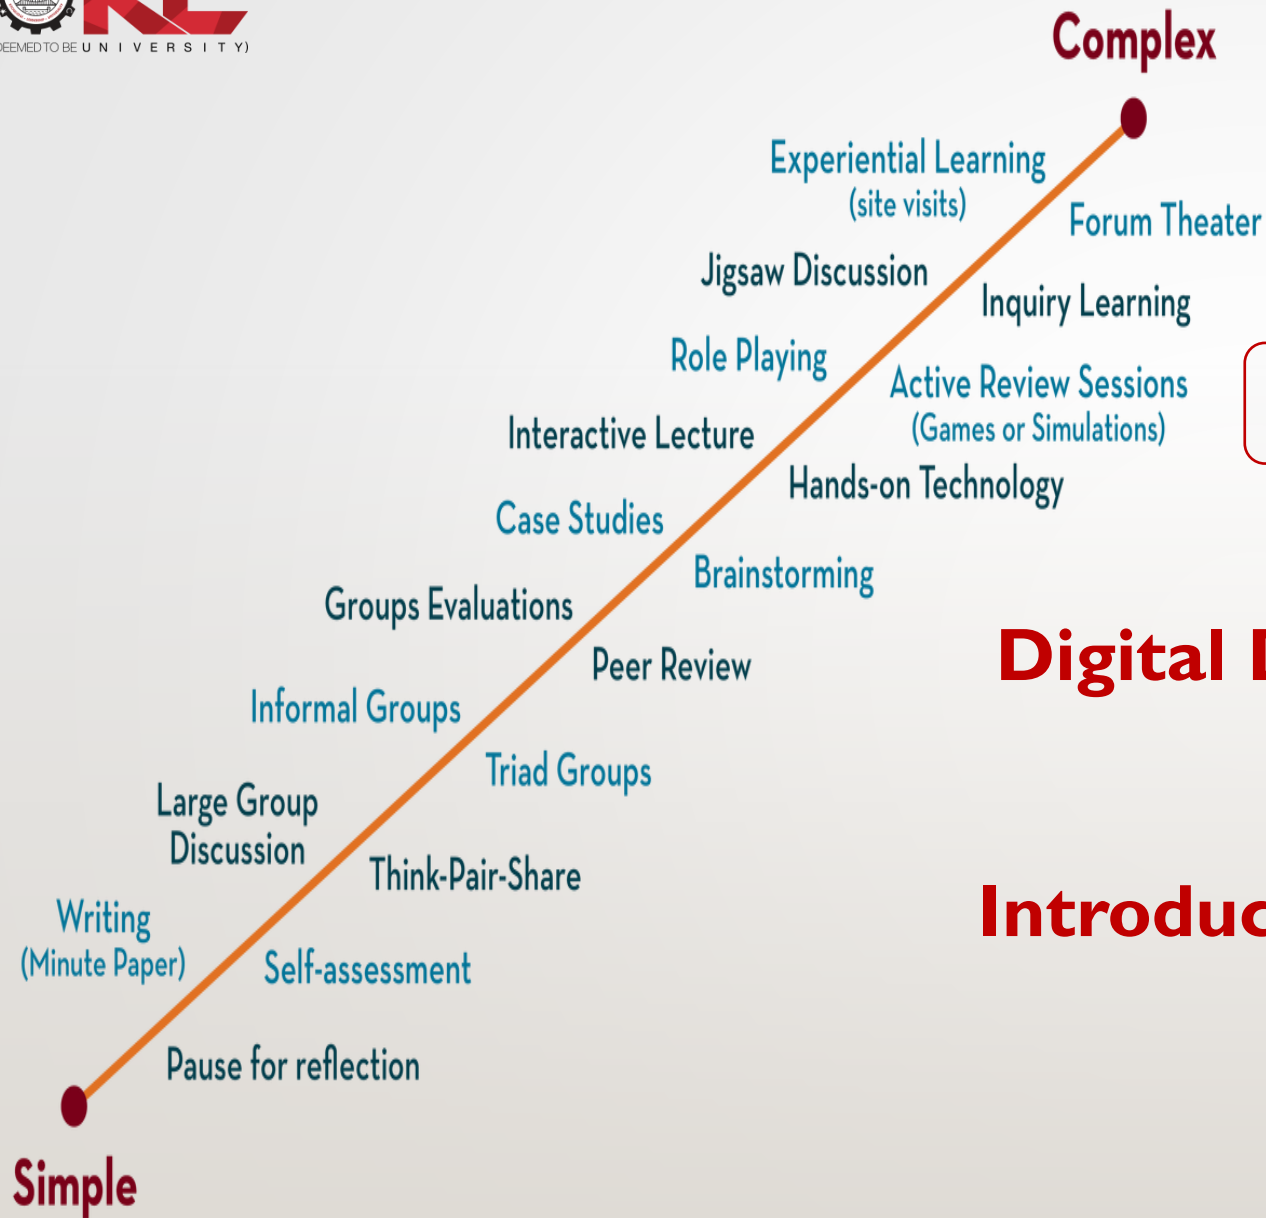 DEEMED TO BE UNIVERSITY)
Complex
Experiential Learning
(site visits)
Forum Theater
Jigsaw Discussion
Inquiry Learning
Role Playing
Active Review Sessions
(Games or Simulations)
Interactive Lecture
Hands-on Technology
Case Studies
Brainstorming
Groups Evaluations
Peer Review
Digital
Informal Groups
Triad Groups
Large Group
Discussion
Think-Pair-Share
Introduc
Writing
(Minute Paper)
Self-assessment
Pause for reflection
Simple